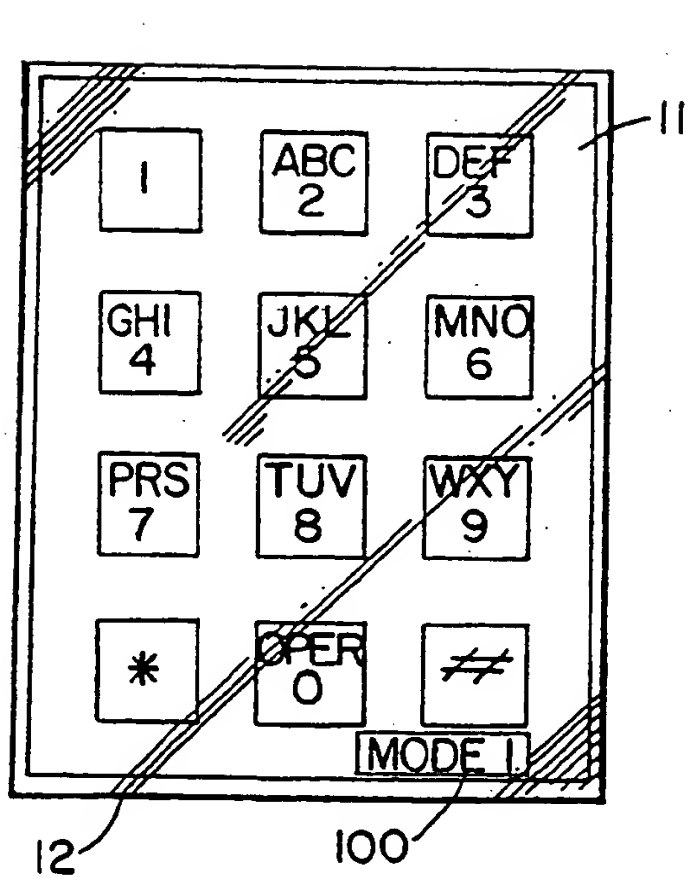 11
1 ABC DEF
2 3
GHI JKL MNO
4 5 6
PRS TUV WXY
7 8 9
* OPER #
0
MODE 1
12 100